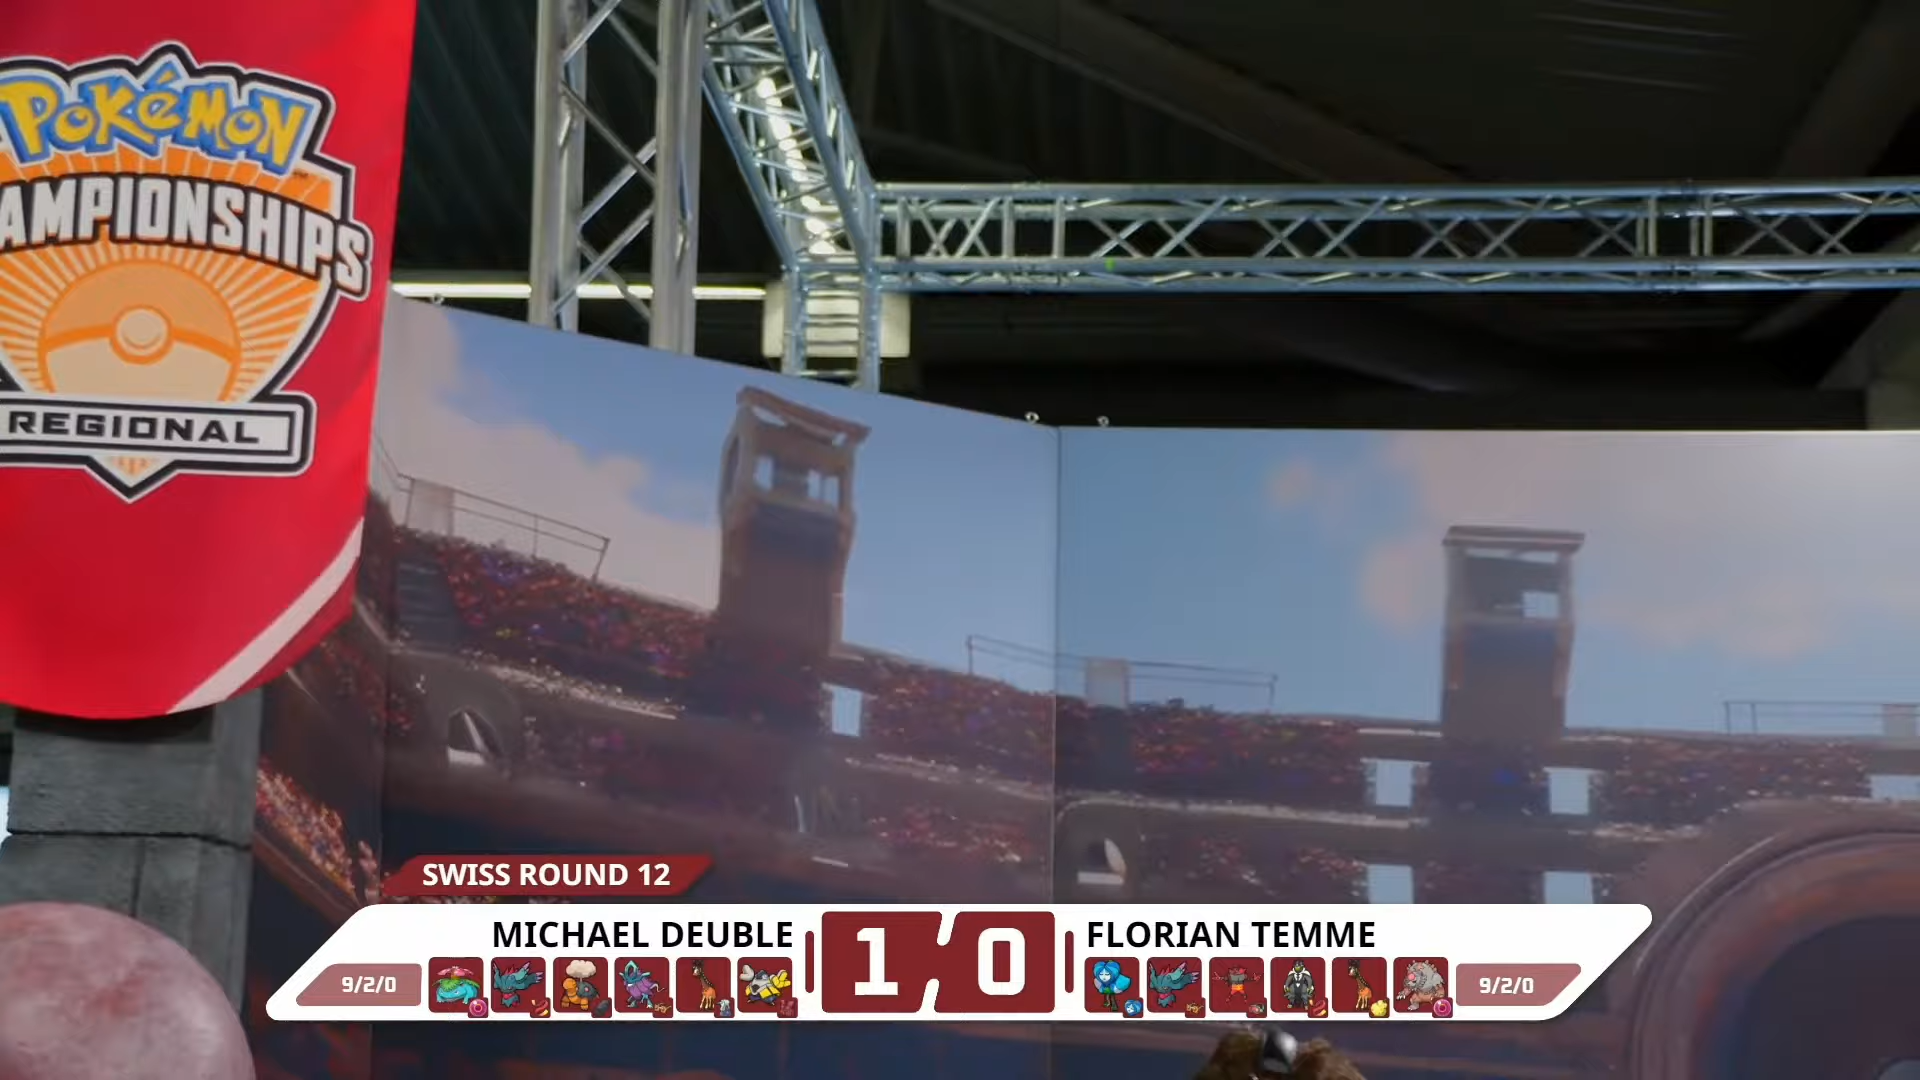 Pokémon
AMPIONSHIPS
REGIONAL
SWISS ROUND 12
MICHAEL DEUBLE
1
0
FLORIAN TEMME
9/2/0
9/2/0